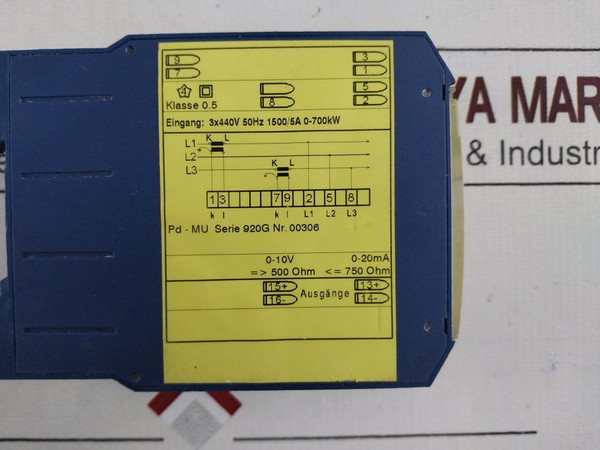 9 3
7 1
4 5
Klasse 0.5 8 2
Eingang: 3x440V 50Hz 1500/5A 0-700kW
K L
L1
L2
K L
L3
1 3 7 9 2 5 8
k l k l L1 L2 L3
Pd - MU Serie 920G Nr. 00306
0-10V 0-20mA
=> 500 Ohm <= 750 Ohm
15+ Ausgänge 13+
16- 14-
YA MAR
& Industr